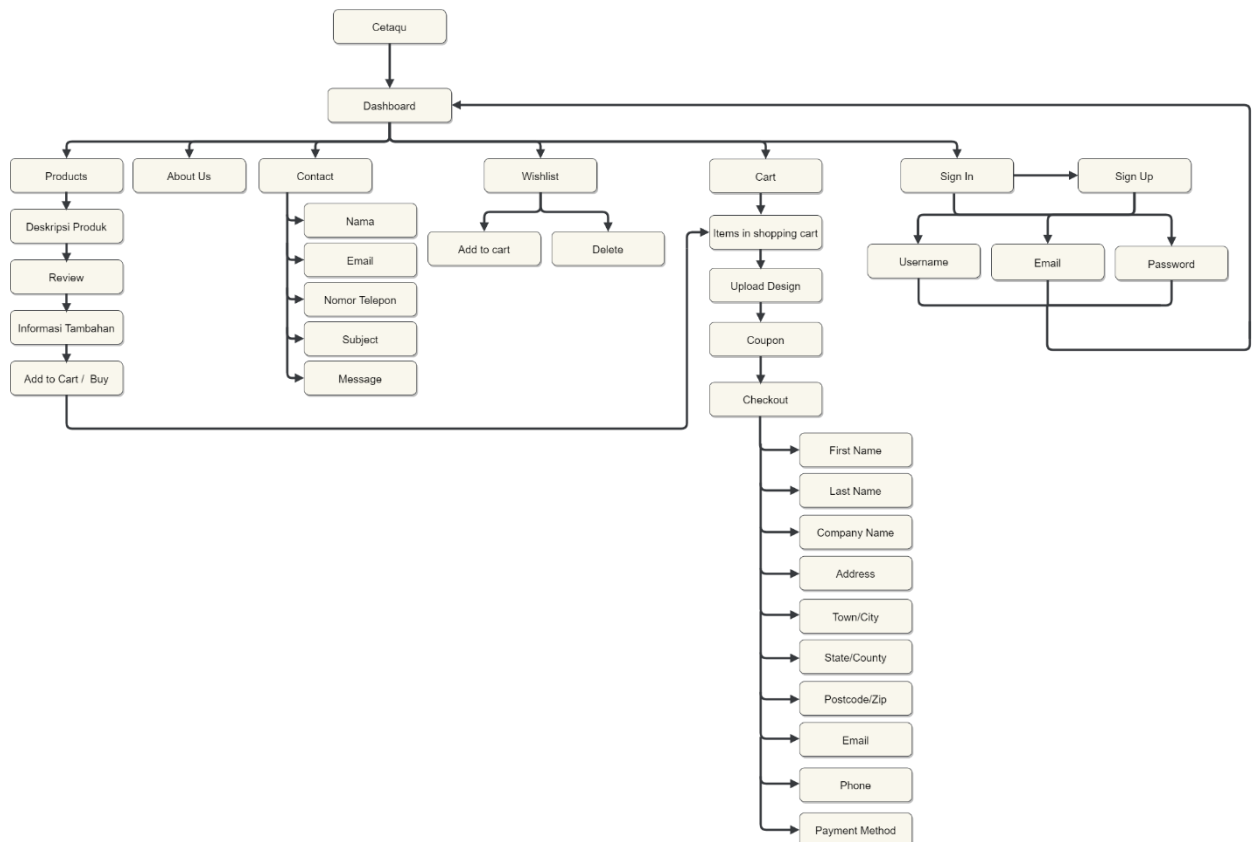 Cetaqu
Dashboard
Products
About Us
Contact
Wishlist
Cart
Sign In
Sign Up
Deskripsi Produk
Review
Informasi Tambahan
Add to Cart / Buy
Nama
Email
Nomor Telepon
Subject
Message
Add to cart
Delete
Items in shopping cart
Upload Design
Coupon
Checkout
First Name
Last Name
Company Name
Address
Town/City
State/County
Postcode/Zip
Email
Phone
Payment Method
Username
Email
Password